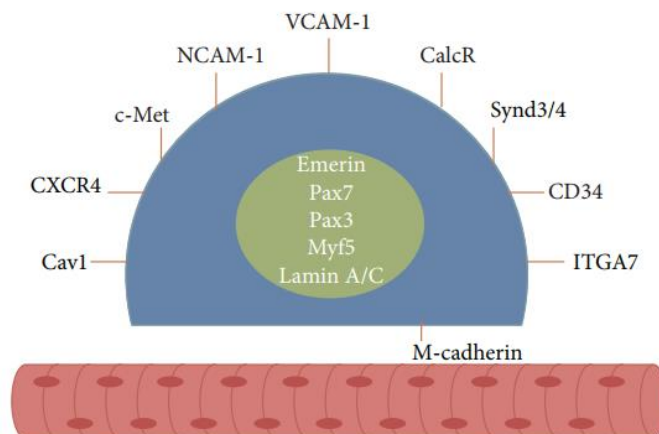 VCAM-1
NCAM-1
CalcR
c-Met
Synd3/4
CXCR4
CD34
Cav1
ITGA7
Emerin
Pax7
Pax3
Myf5
Lamin A/C
M-cadherin